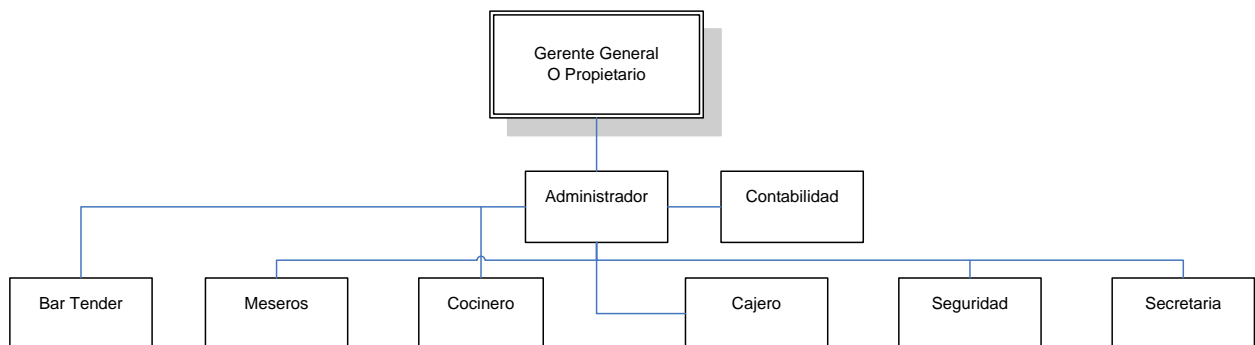 Gerente General
O Propietario
Administrador
Contabilidad
Bar Tender
Meseros
Cocinero
Cajero
Seguridad
Secretaria